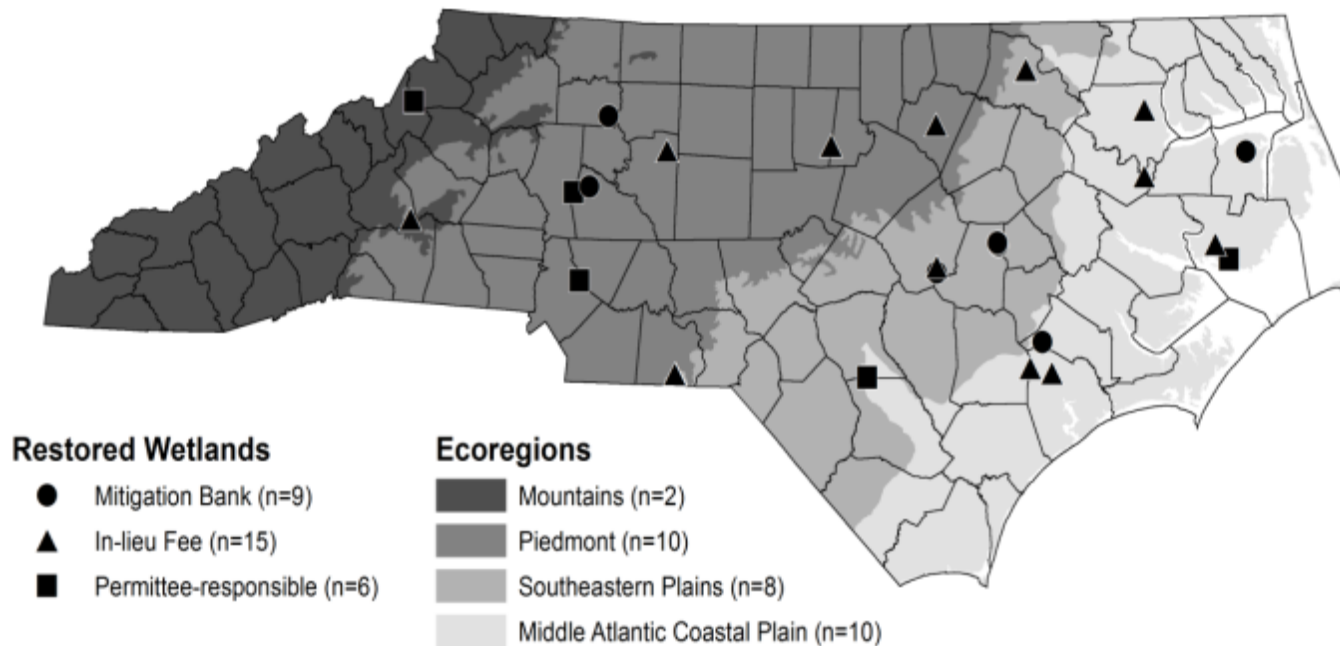 Restored Wetlands
Mitigation Bank (n=9)
In-lieu Fee (n=15)
Permittee-responsible (n=6)
Ecoregions
Mountains (n=2)
Piedmont (n=10)
Southeastern Plains (n=8)
Middle Atlantic Coastal Plain (n=10)